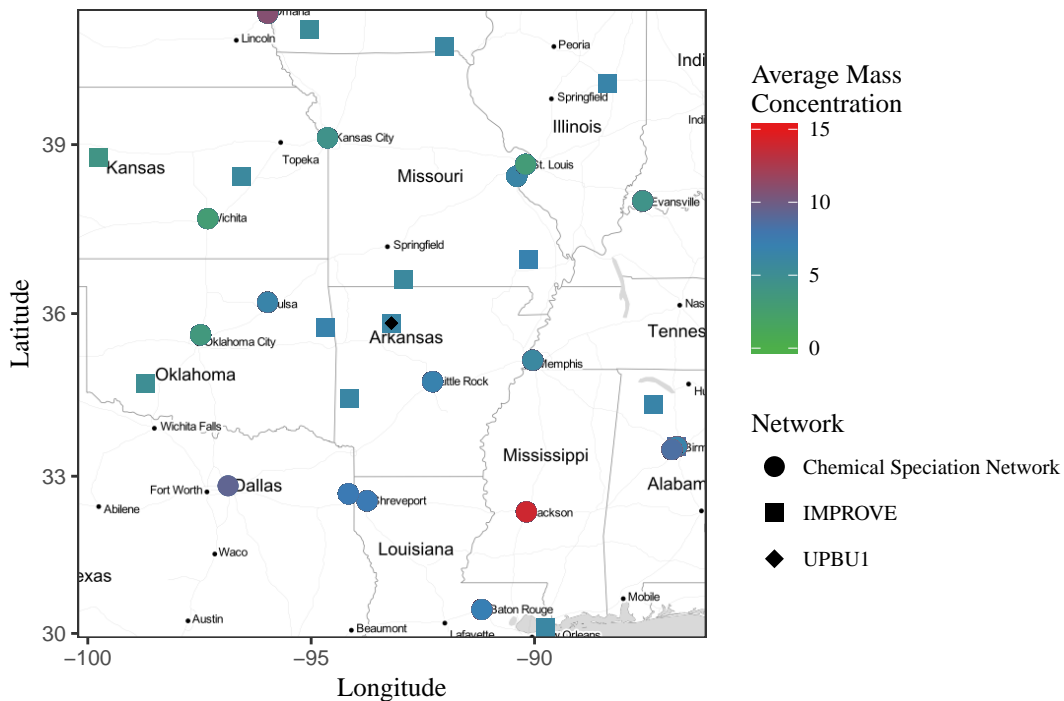 Omaha
Lincoln
Peoria
Indi
Springfield
Illinois
Indi
39
Kansas City
Topeka
Kansas
St. Louis
Missouri
Evansville
Wichita
Springfield
36
Tulsa
Nas
Tennes
Arkansas
Oklahoma City
Memphis
Oklahoma
Little Rock
Hu
Wichita Falls
Birm
Mississippi
33
Fort Worth
Dallas
Alabam
Abilene
Shreveport
Jackson
Waco
Louisiana
exas
Mobile
Austin
Baton Rouge
Beaumont
Lafayette
w Orleans
30
−100
−95
−90
Latitude
Longitude
Average Mass
Concentration
15
10
5
0
Network
Chemical Speciation Network
IMPROVE
UPBU1